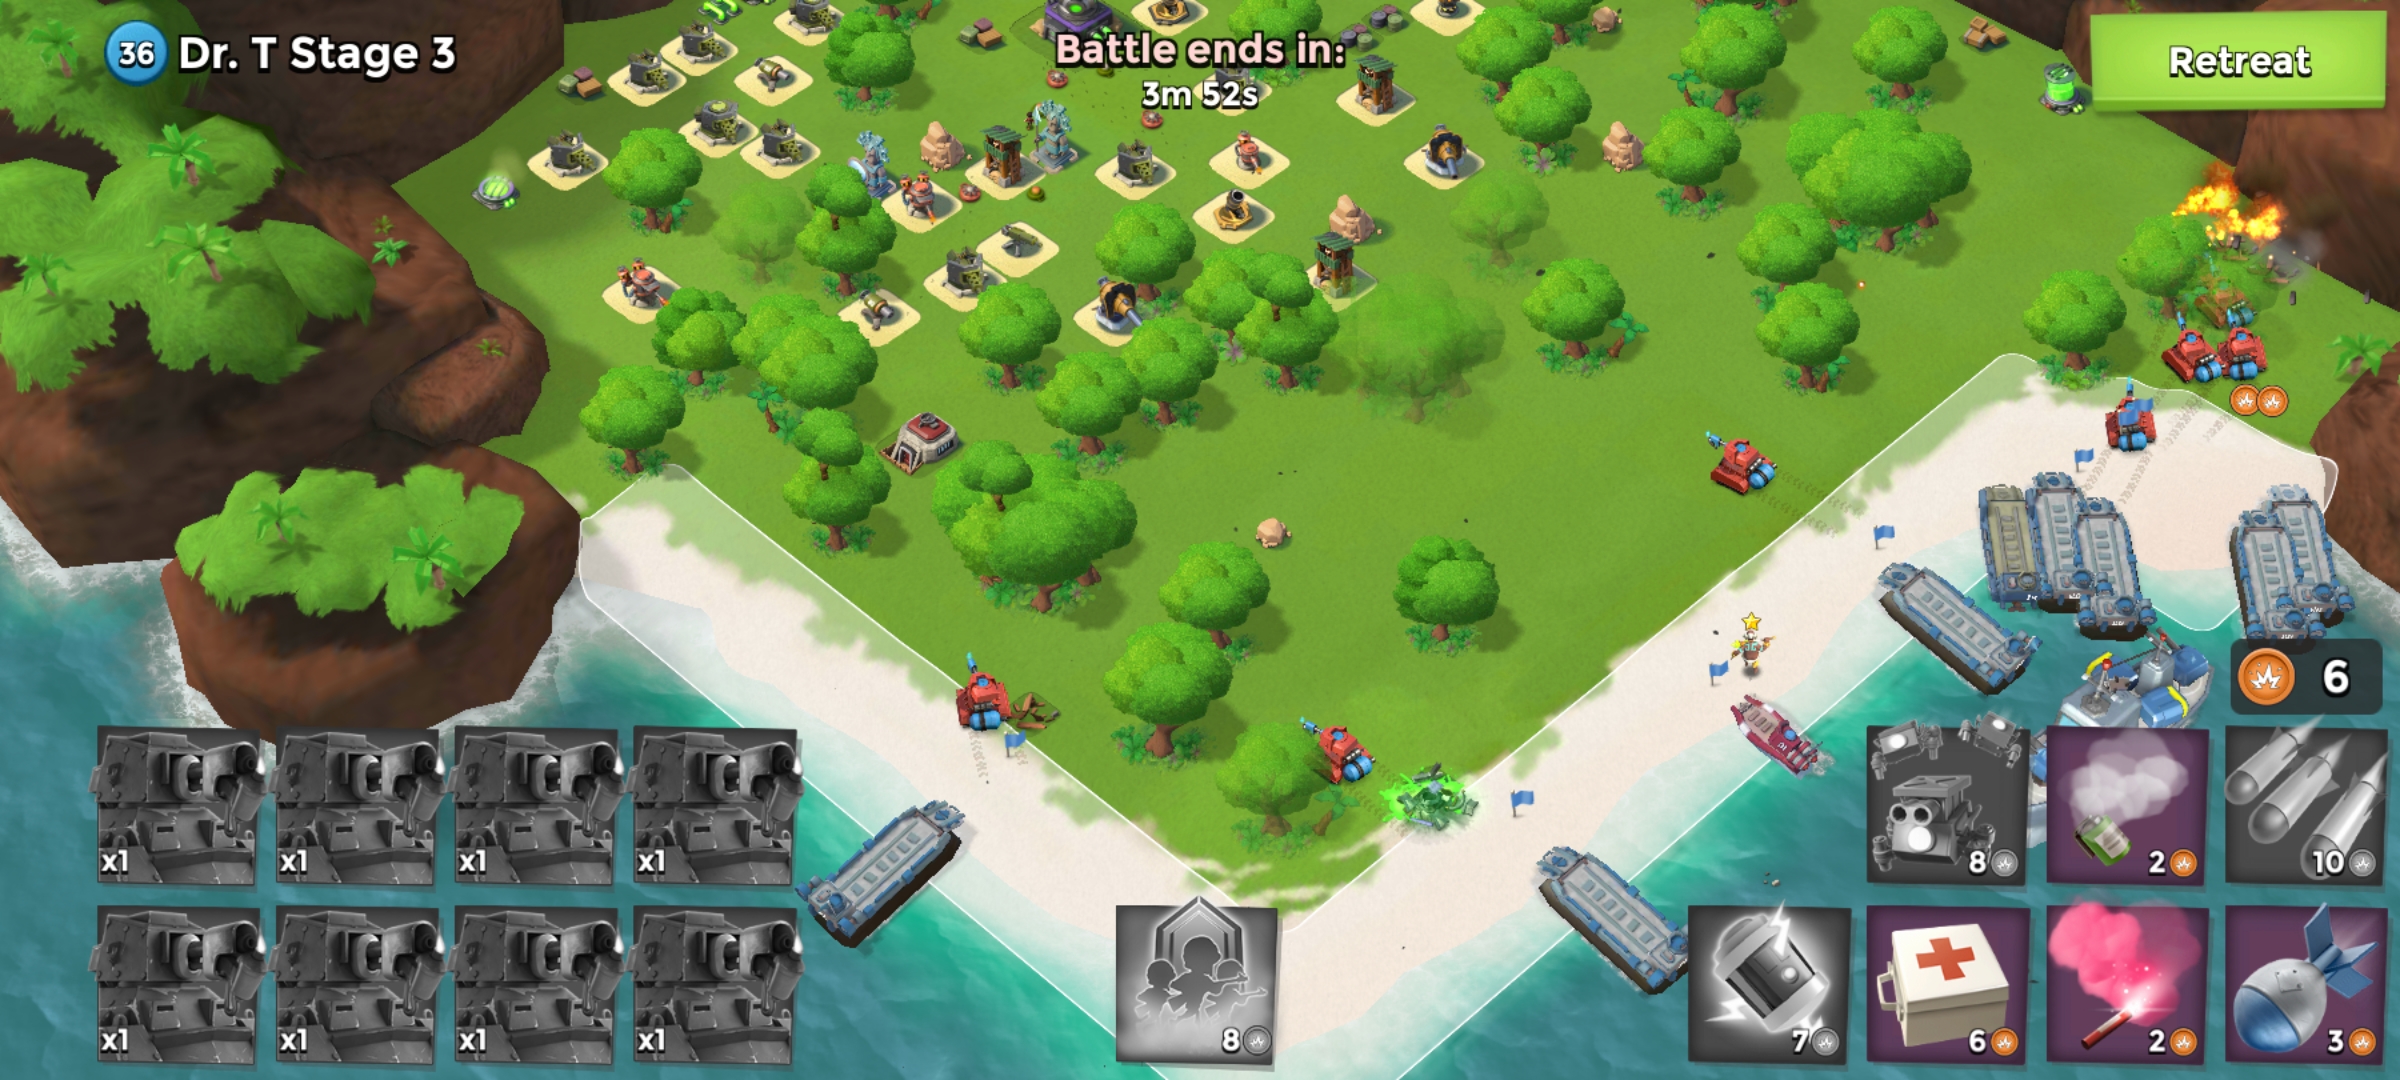 36 Dr. T Stage 3
Battle ends in:
3m 52s
Retreat
6
x1 x1 x1 x1
8 2 10
x1 x1 x1 x1
8 7 6 2 3